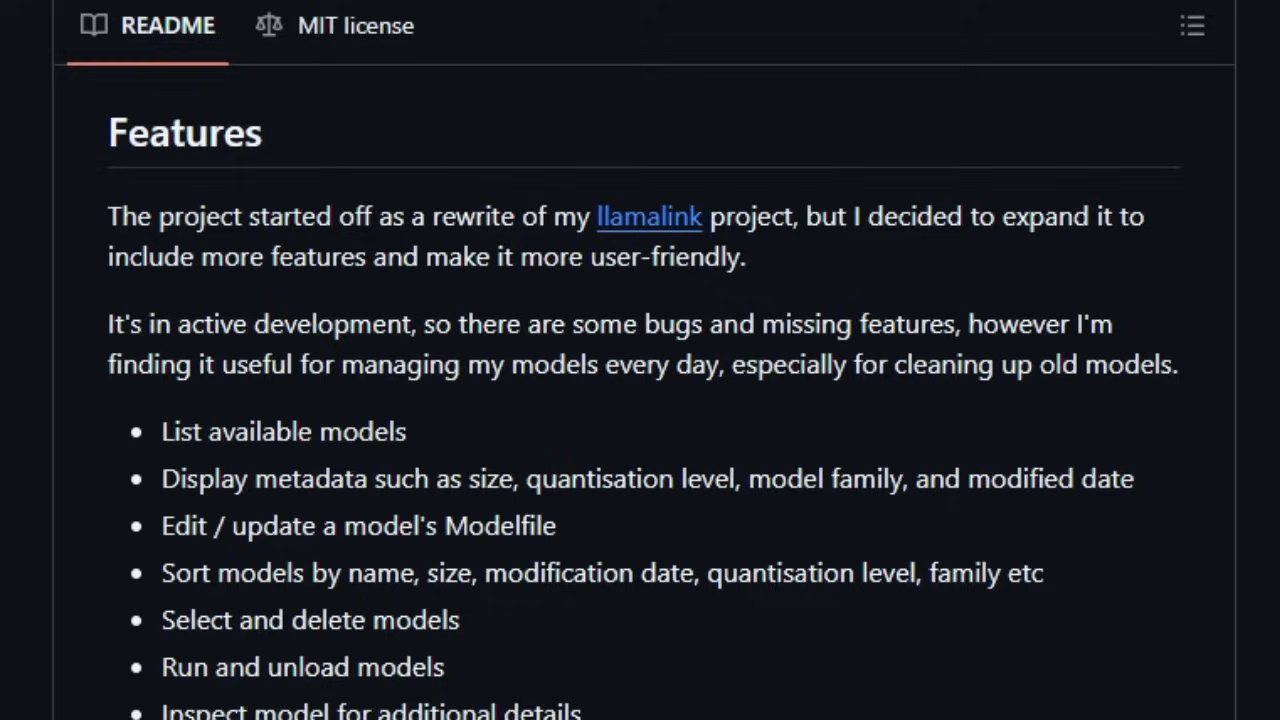 README MIT license
Features
The project started off as a rewrite of my llamalink project, but I decided to expand it to
include more features and make it more user-friendly.
It's in active development, so there are some bugs and missing features, however I'm
finding it useful for managing my models every day, especially for cleaning up old models.
• List available models
• Display metadata such as size, quantisation level, model family, and modified date
• Edit / update a model's Modelfile
• Sort models by name, size, modification date, quantisation level, family etc
• Select and delete models
• Run and unload models
• Inspect model for additional details